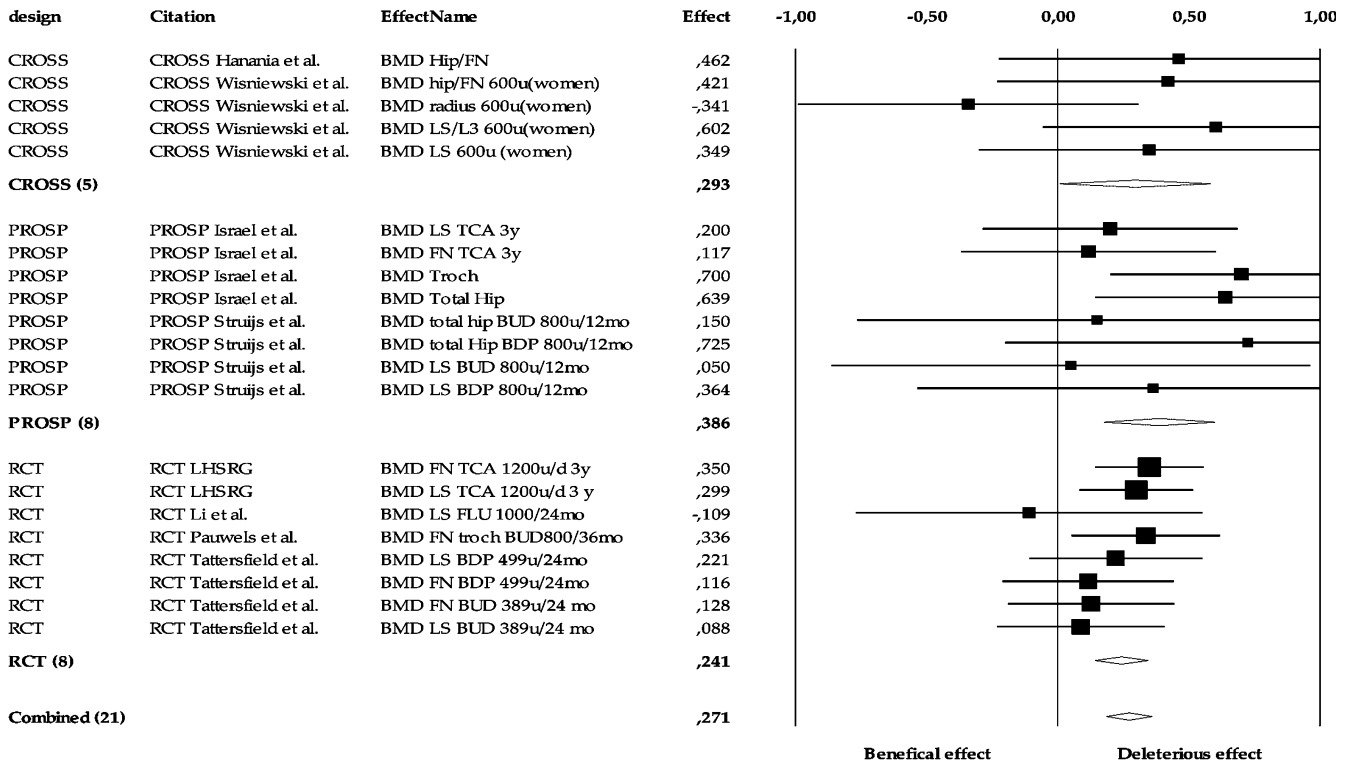 design Citation EffectName Effect -1,00 -0,50 0,00 0,50 1,00
CROSS CROSS Hanania et al. BMD Hip/FN ,462
CROSS CROSS Wisniewski et al. BMD hip/FN 600u(women) ,421
CROSS CROSS Wisniewski et al. BMD radius 600u(women) -,341
CROSS CROSS Wisniewski et al. BMD LS/L3 600u(women) ,602
CROSS CROSS Wisniewski et al. BMD LS 600u (women) ,349
CROSS (5) ,293
PROSP PROSP Israel et al. BMD LS TCA 3y ,200
PROSP PROSP Israel et al. BMD FN TCA 3y ,117
PROSP PROSP Israel et al. BMD Troch ,700
PROSP PROSP Israel et al. BMD Total Hip ,639
PROSP PROSP Struijs et al. BMD total hip BUD 800u/12mo ,150
PROSP PROSP Struijs et al. BMD total Hip BDP 800u/12mo ,725
PROSP PROSP Struijs et al. BMD LS BUD 800u/12mo ,050
PROSP PROSP Struijs et al. BMD LS BDP 800u/12mo ,364
PROSP (8) ,386
RCT RCT LHSRG BMD FN TCA 1200u/d 3y ,350
RCT RCT LHSRG BMD LS TCA 1200u/d 3 y ,299
RCT RCT Li et al. BMD LS FLU 1000/24mo -,109
RCT RCT Pauwels et al. BMD FN troch BUD800/36mo ,336
RCT RCT Tattersfield et al. BMD LS BDP 499u/24mo ,221
RCT RCT Tattersfield et al. BMD FN BDP 499u/24mo ,116
RCT RCT Tattersfield et al. BMD FN BUD 389u/24 mo ,128
RCT RCT Tattersfield et al. BMD LS BUD 389u/24 mo ,088
RCT (8) ,241
Combined (21) ,271
Benefical effect Deleterious effect